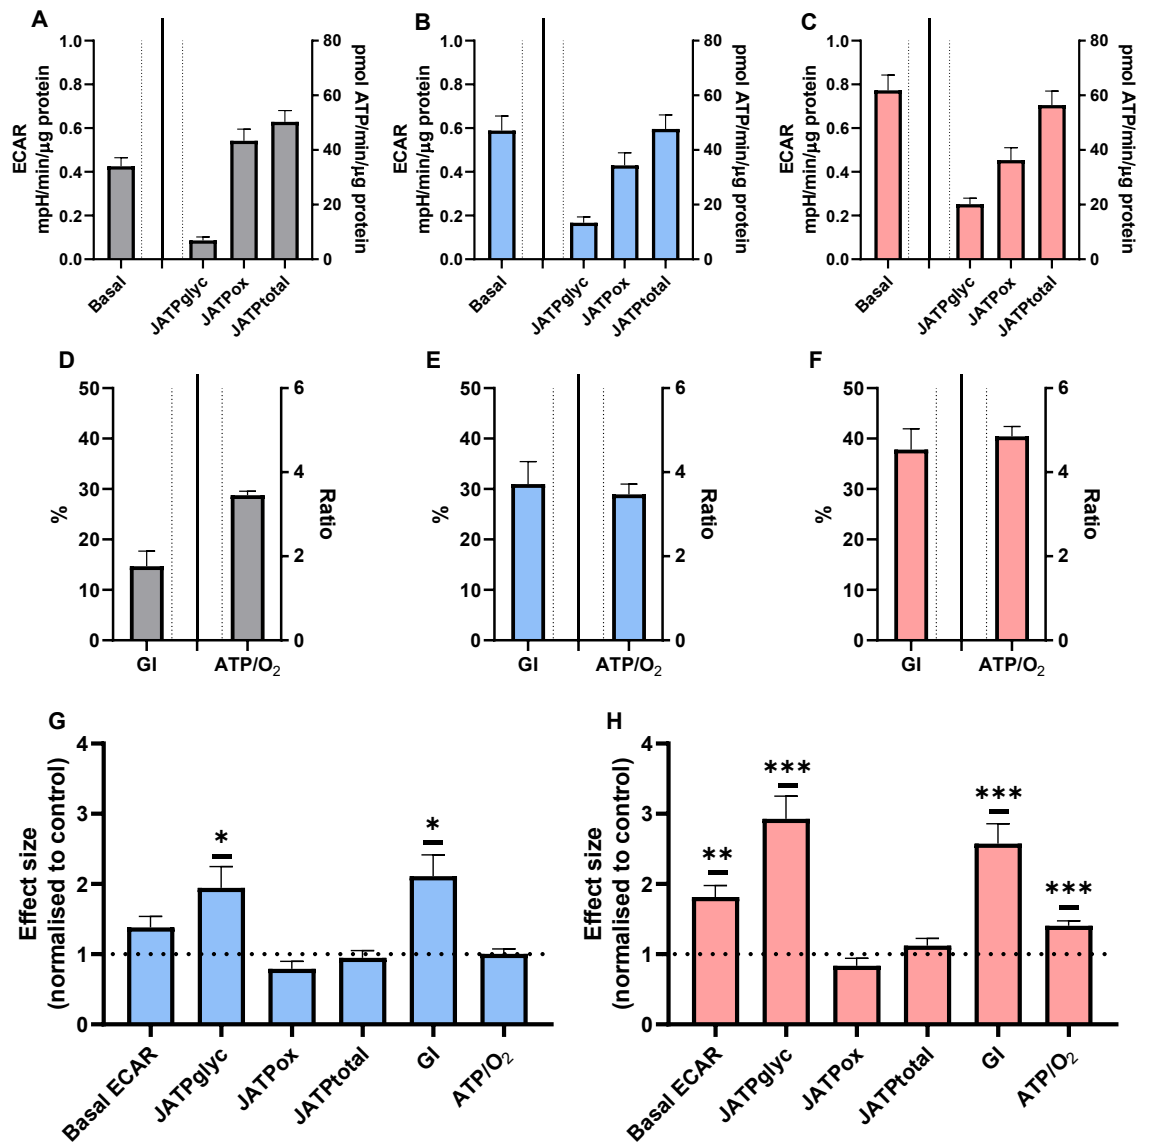 A
ECAR
mpH/min/µg protein
1.0
0.8
0.6
0.4
0.2
0.0
80
60
40
20
0
pmol ATP/min/µg protein
Basal
JATPglyc
JATPox
JATPtotal
B
ECAR
mpH/min/µg protein
1.0
0.8
0.6
0.4
0.2
0.0
80
60
40
20
0
pmol ATP/min/µg protein
Basal
JATPglyc
JATPox
JATPtotal
C
ECAR
mpH/min/µg protein
1.0
0.8
0.6
0.4
0.2
0.0
80
60
40
20
0
pmol ATP/min/µg protein
Basal
JATPglyc
JATPox
JATPtotal
D
%
50
40
30
20
10
0
6
4
2
0
Ratio
GI
ATP/O₂
E
%
50
40
30
20
10
0
6
4
2
0
Ratio
GI
ATP/O₂
F
%
50
40
30
20
10
0
6
4
2
0
Ratio
GI
ATP/O₂
G
Effect size
(normalised to control)
4
3
2
1
0
*
*
Basal ECAR
JATPglyc
JATPox
JATPtotal
GI
ATP/O₂
H
Effect size
(normalised to control)
4
3
2
1
0
**
***
***
***
Basal ECAR
JATPglyc
JATPox
JATPtotal
GI
ATP/O₂